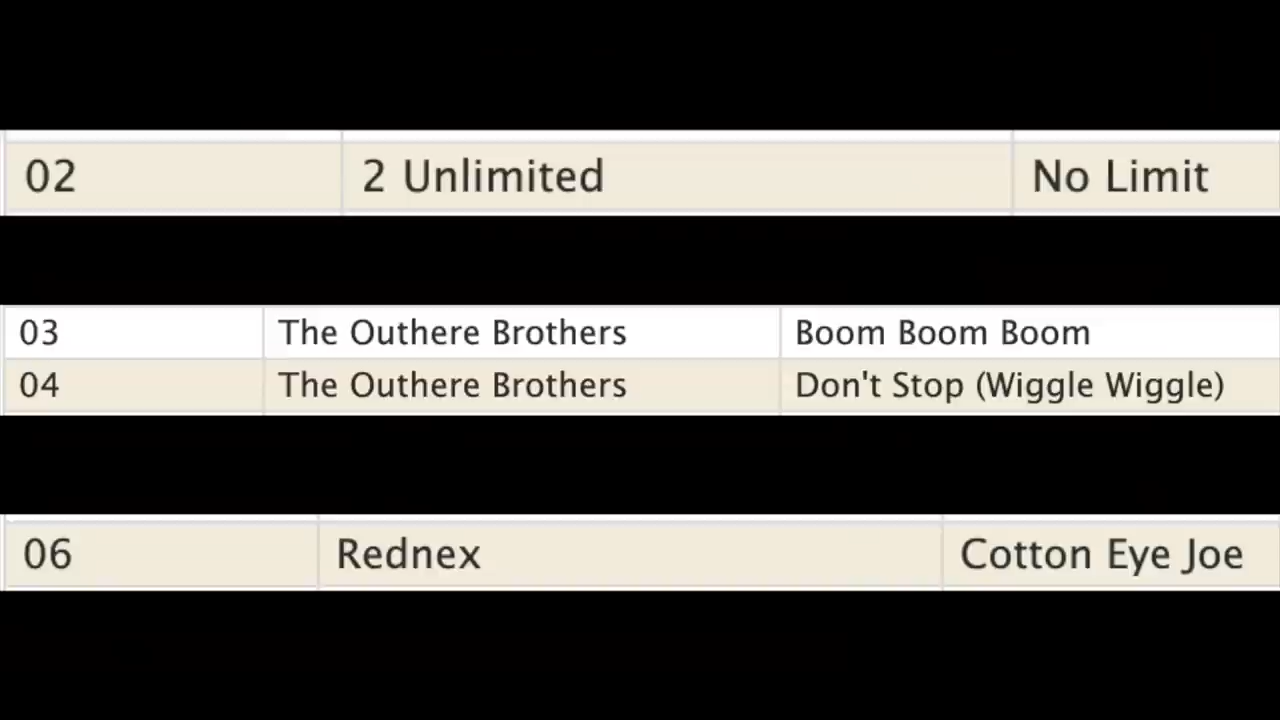 02 2 Unlimited No Limit
03 The Outhere Brothers Boom Boom Boom
04 The Outhere Brothers Don't Stop (Wiggle Wiggle)
06 Rednex Cotton Eye Joe